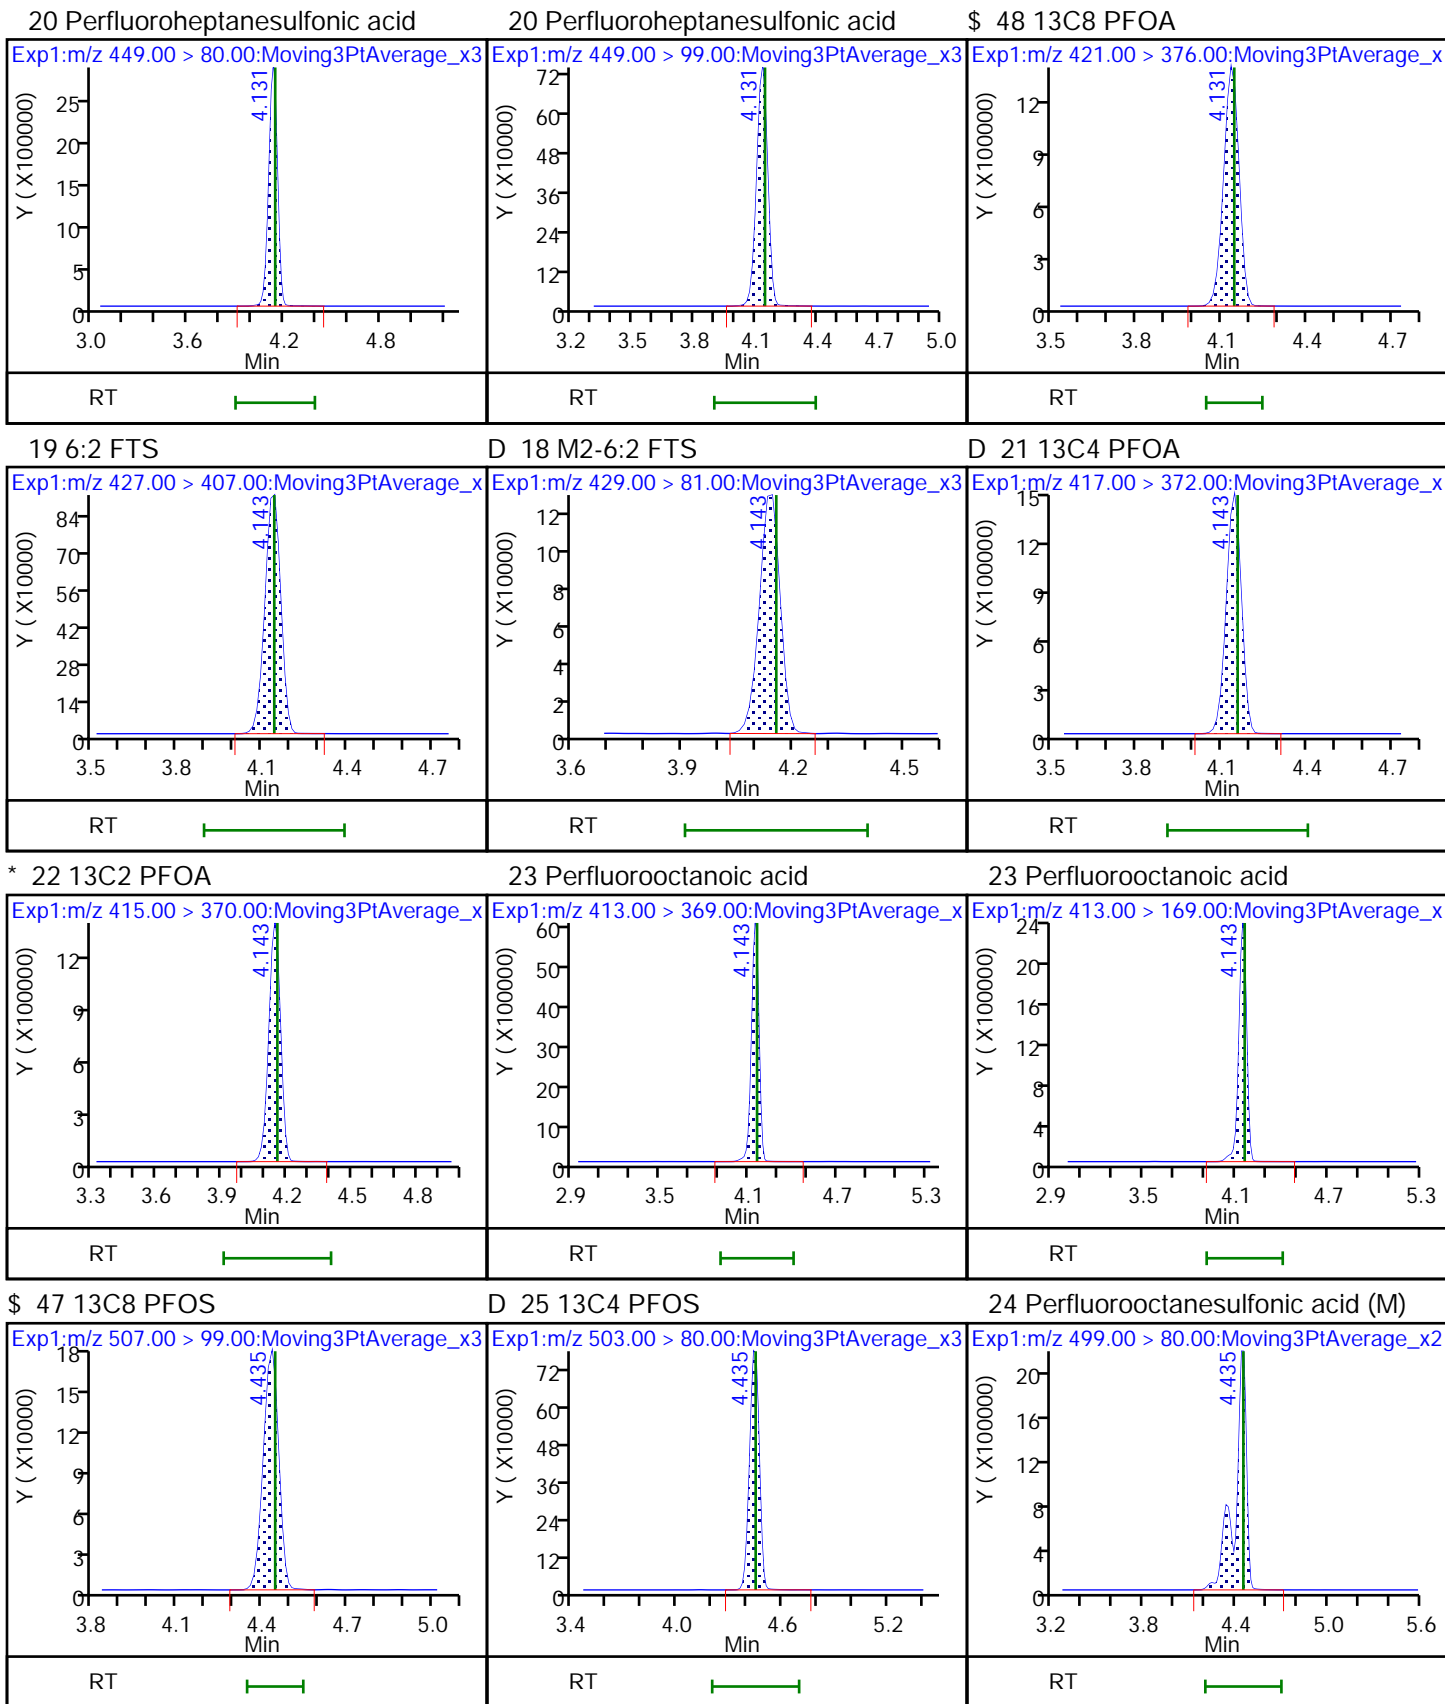 20 Perfluoroheptanesulfonic acid
Exp1:m/z 449.00 > 80.00:Moving3PtAverage_x3
Y ( X100000)
25
20
15
10
5
0
4.131
3.0 3.6 4.2 4.8
Min
RT
20 Perfluoroheptanesulfonic acid
Exp1:m/z 449.00 > 99.00:Moving3PtAverage_x3
Y ( X10000)
72
60
48
36
24
12
0
4.131
3.2 3.5 3.8 4.1 4.4 4.7 5.0
Min
RT
$ 48 13C8 PFOA
Exp1:m/z 421.00 > 376.00:Moving3PtAverage_x
Y ( X100000)
12
9
6
3
0
4.131
3.5 3.8 4.1 4.4 4.7
Min
RT
19 6:2 FTS
Exp1:m/z 427.00 > 407.00:Moving3PtAverage_x
Y ( X10000)
84
70
56
42
28
14
0
4.143
3.5 3.8 4.1 4.4 4.7
Min
RT
D 18 M2-6:2 FTS
Exp1:m/z 429.00 > 81.00:Moving3PtAverage_x3
Y ( X10000)
12
10
8
6
4
2
0
4.143
3.6 3.9 4.2 4.5
Min
RT
D 21 13C4 PFOA
Exp1:m/z 417.00 > 372.00:Moving3PtAverage_x
Y ( X100000)
15
12
9
6
3
0
4.143
3.5 3.8 4.1 4.4 4.7
Min
RT
* 22 13C2 PFOA
Exp1:m/z 415.00 > 370.00:Moving3PtAverage_x
Y ( X100000)
12
9
6
3
0
4.143
3.3 3.6 3.9 4.2 4.5 4.8
Min
RT
23 Perfluorooctanoic acid
Exp1:m/z 413.00 > 369.00:Moving3PtAverage_x
Y ( X100000)
60
50
40
30
20
10
0
4.143
2.9 3.5 4.1 4.7 5.3
Min
RT
23 Perfluorooctanoic acid
Exp1:m/z 413.00 > 169.00:Moving3PtAverage_x
Y ( X100000)
24
20
16
12
8
4
0
4.143
2.9 3.5 4.1 4.7 5.3
Min
RT
$ 47 13C8 PFOS
Exp1:m/z 507.00 > 99.00:Moving3PtAverage_x3
Y ( X10000)
18
15
12
9
6
3
0
4.435
3.8 4.1 4.4 4.7 5.0
Min
RT
D 25 13C4 PFOS
Exp1:m/z 503.00 > 80.00:Moving3PtAverage_x3
Y ( X10000)
72
60
48
36
24
12
0
4.435
3.4 4.0 4.6 5.2
Min
RT
24 Perfluorooctanesulfonic acid (M)
Exp1:m/z 499.00 > 80.00:Moving3PtAverage_x2
Y ( X100000)
20
16
12
8
4
0
4.435
3.2 3.8 4.4 5.0 5.6
Min
RT